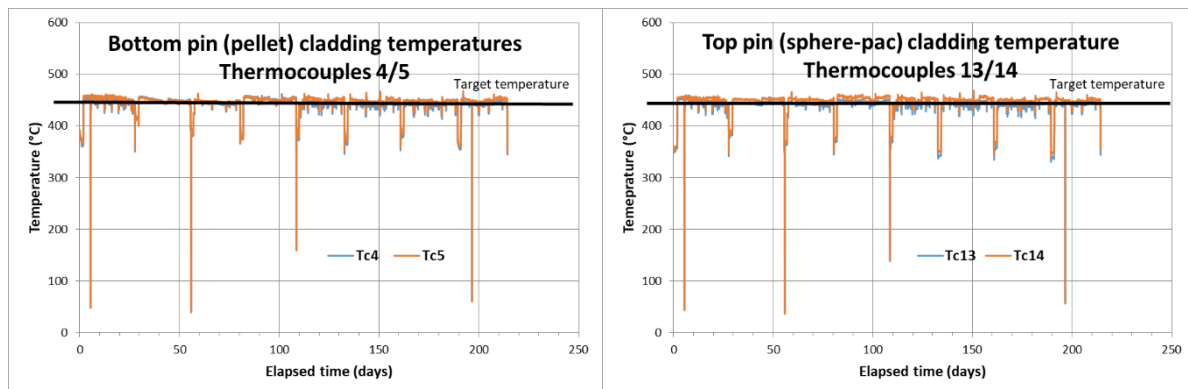 Bottom pin (pellet) cladding temperatures
Thermocouples 4/5
Target temperature
600
500
400
300
200
100
0
Temperature (°C)
Tc4 Tc5
0 50 100 150 200 250
Elapsed time (days)
Top pin (sphere-pac) cladding temperature
Thermocouples 13/14
Target temperature
600
500
400
300
200
100
0
Temeprature (°C)
Tc13 Tc14
0 50 100 150 200 250
Elapsed time (days)